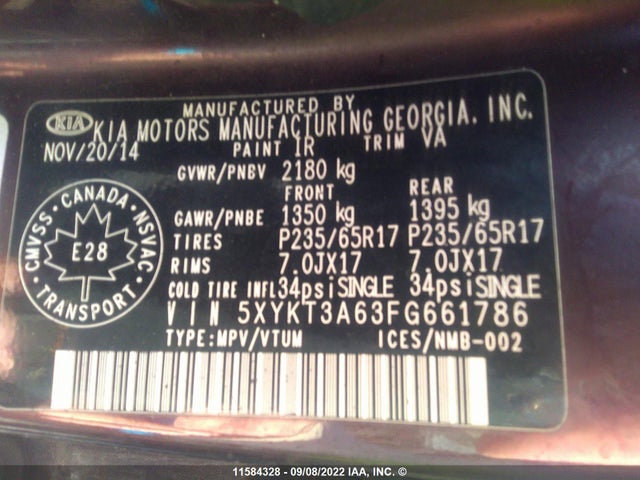 MANUFACTURED BY
KIA KIA MOTORS MANUFACTURING GEORGIA, INC.
NOV/20/14 PAINT 1R TRIM VA
GVWR/PNBV 2180 kg
FRONT REAR
GAWR/PNBE 1350 kg 1395 kg
TIRES P235/65R17 P235/65R17
RIMS 7.0JX17 7.0JX17
COLD TIRE INFL 34psi SINGLE 34psi SINGLE
VIN 5XYKT3A63FG661786
TYPE:MPV/VTUM ICES/NMB-002
CMVSS · CANADA · NSVAC
E28
TRANSPORT
11584328 - 09/08/2022 IAA, INC. ©